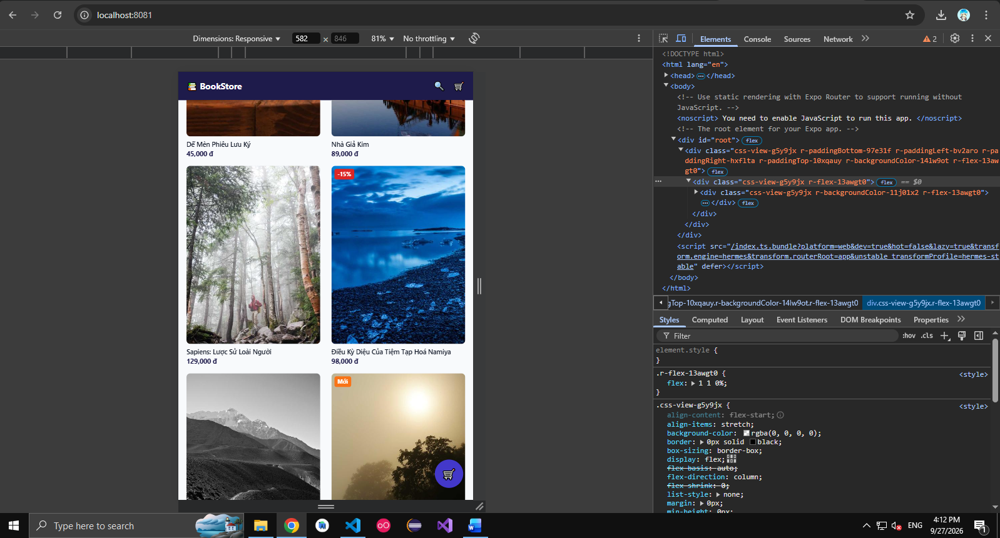 localhost:8081
Dimensions: Responsive
582 × 846
81%
No throttling
Elements
Console
Sources
Network
2
<!DOCTYPE html>
<html lang="en">
<head> ⋯ </head>
<body>
<!-- Use static rendering with Expo Router to support running without
JavaScript. -->
<noscript> You need to enable JavaScript to run this app. </noscript>
<!-- The root element for your Expo app. -->
<div id="root"> flex
<div class="css-view-g5y9jx r-paddingBottom-97e31f r-paddingLeft-bv2aro r-pa
ddingRight-hxflta r-paddingTop-10xqauy r-backgroundColor-14lw9ot r-flex-13aw
gt0"> flex
<div class="css-view-g5y9jx r-flex-13awgt0"> flex == $0
<div class="css-view-g5y9jx r-backgroundColor-11j01x2 r-flex-13awgt0">
⋯ </div> flex
</div>
</div>
</div>
<script src="/index.ts.bundle?platform=web&dev=true&hot=false&lazy=true&transf
orm.engine=hermes&transform.routerRoot=app&unstable_transformProfile=hermes-st
able" defer></script>
</body>
</html>
gTop-10xqauy.r-backgroundColor-14lw9ot.r-flex-13awgt0
div.css-view-g5y9jx.r-flex-13awgt0
Styles
Computed
Layout
Event Listeners
DOM Breakpoints
Properties
Filter
:hov
.cls
element.style {
}
.r-flex-13awgt0 {
<style>
flex: 1 1 0%;
}
.css-view-g5y9jx {
<style>
align-content: flex-start;
align-items: stretch;
background-color: rgba(0, 0, 0, 0);
border: 0px solid black;
box-sizing: border-box;
display: flex;
flex-basis: auto;
flex-direction: column;
flex-shrink: 0;
list-style: none;
margin: 0px;
min-height: 0px;
BookStore
Dế Mèn Phiêu Lưu Ký
45,000 đ
Nhà Giả Kim
89,000 đ
-15%
Sapiens: Lược Sử Loài Người
129,000 đ
Điều Kỳ Diệu Của Tiệm Tạp Hoá Namiya
98,000 đ
Mới
Type here to search
ENG
4:12 PM
9/27/2026
1